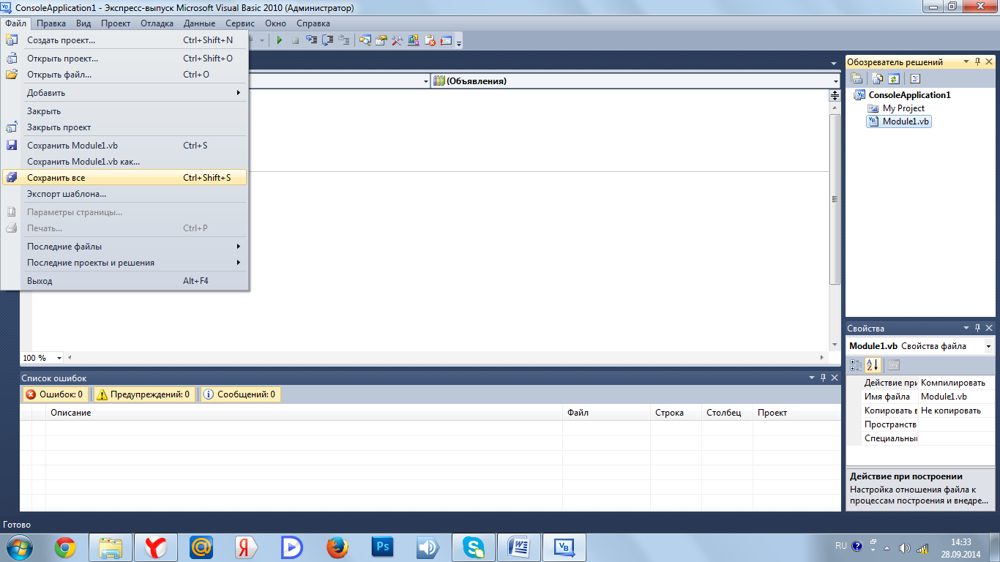 ConsoleApplication1 - Экспресс-выпуск Microsoft Visual Basic 2010 (Администратор)
Файл Правка Вид Проект Отладка Данные Сервис Окно Справка
Создать проект... Ctrl+Shift+N
Открыть проект... Ctrl+Shift+O
Открыть файл... Ctrl+O
Добавить
Закрыть
Закрыть проект
Сохранить Module1.vb Ctrl+S
Сохранить Module1.vb как...
Сохранить все Ctrl+Shift+S
Экспорт шаблона...
Параметры страницы...
Печать... Ctrl+P
Последние файлы
Последние проекты и решения
Выход Alt+F4
(Объявления)
100 %
Обозреватель решений
ConsoleApplication1
My Project
Module1.vb
Свойства
Module1.vb Свойства файла
Действие при Компилировать
Имя файла Module1.vb
Копировать в Не копировать
Пространств
Специальны
Действие при построении
Настройка отношения файла к
процессам построения и внедре...
Список ошибок
Ошибок: 0 Предупреждений: 0 Сообщений: 0
Описание Файл Строка Столбец Проект
Готово
RU 14:33
28.09.2014